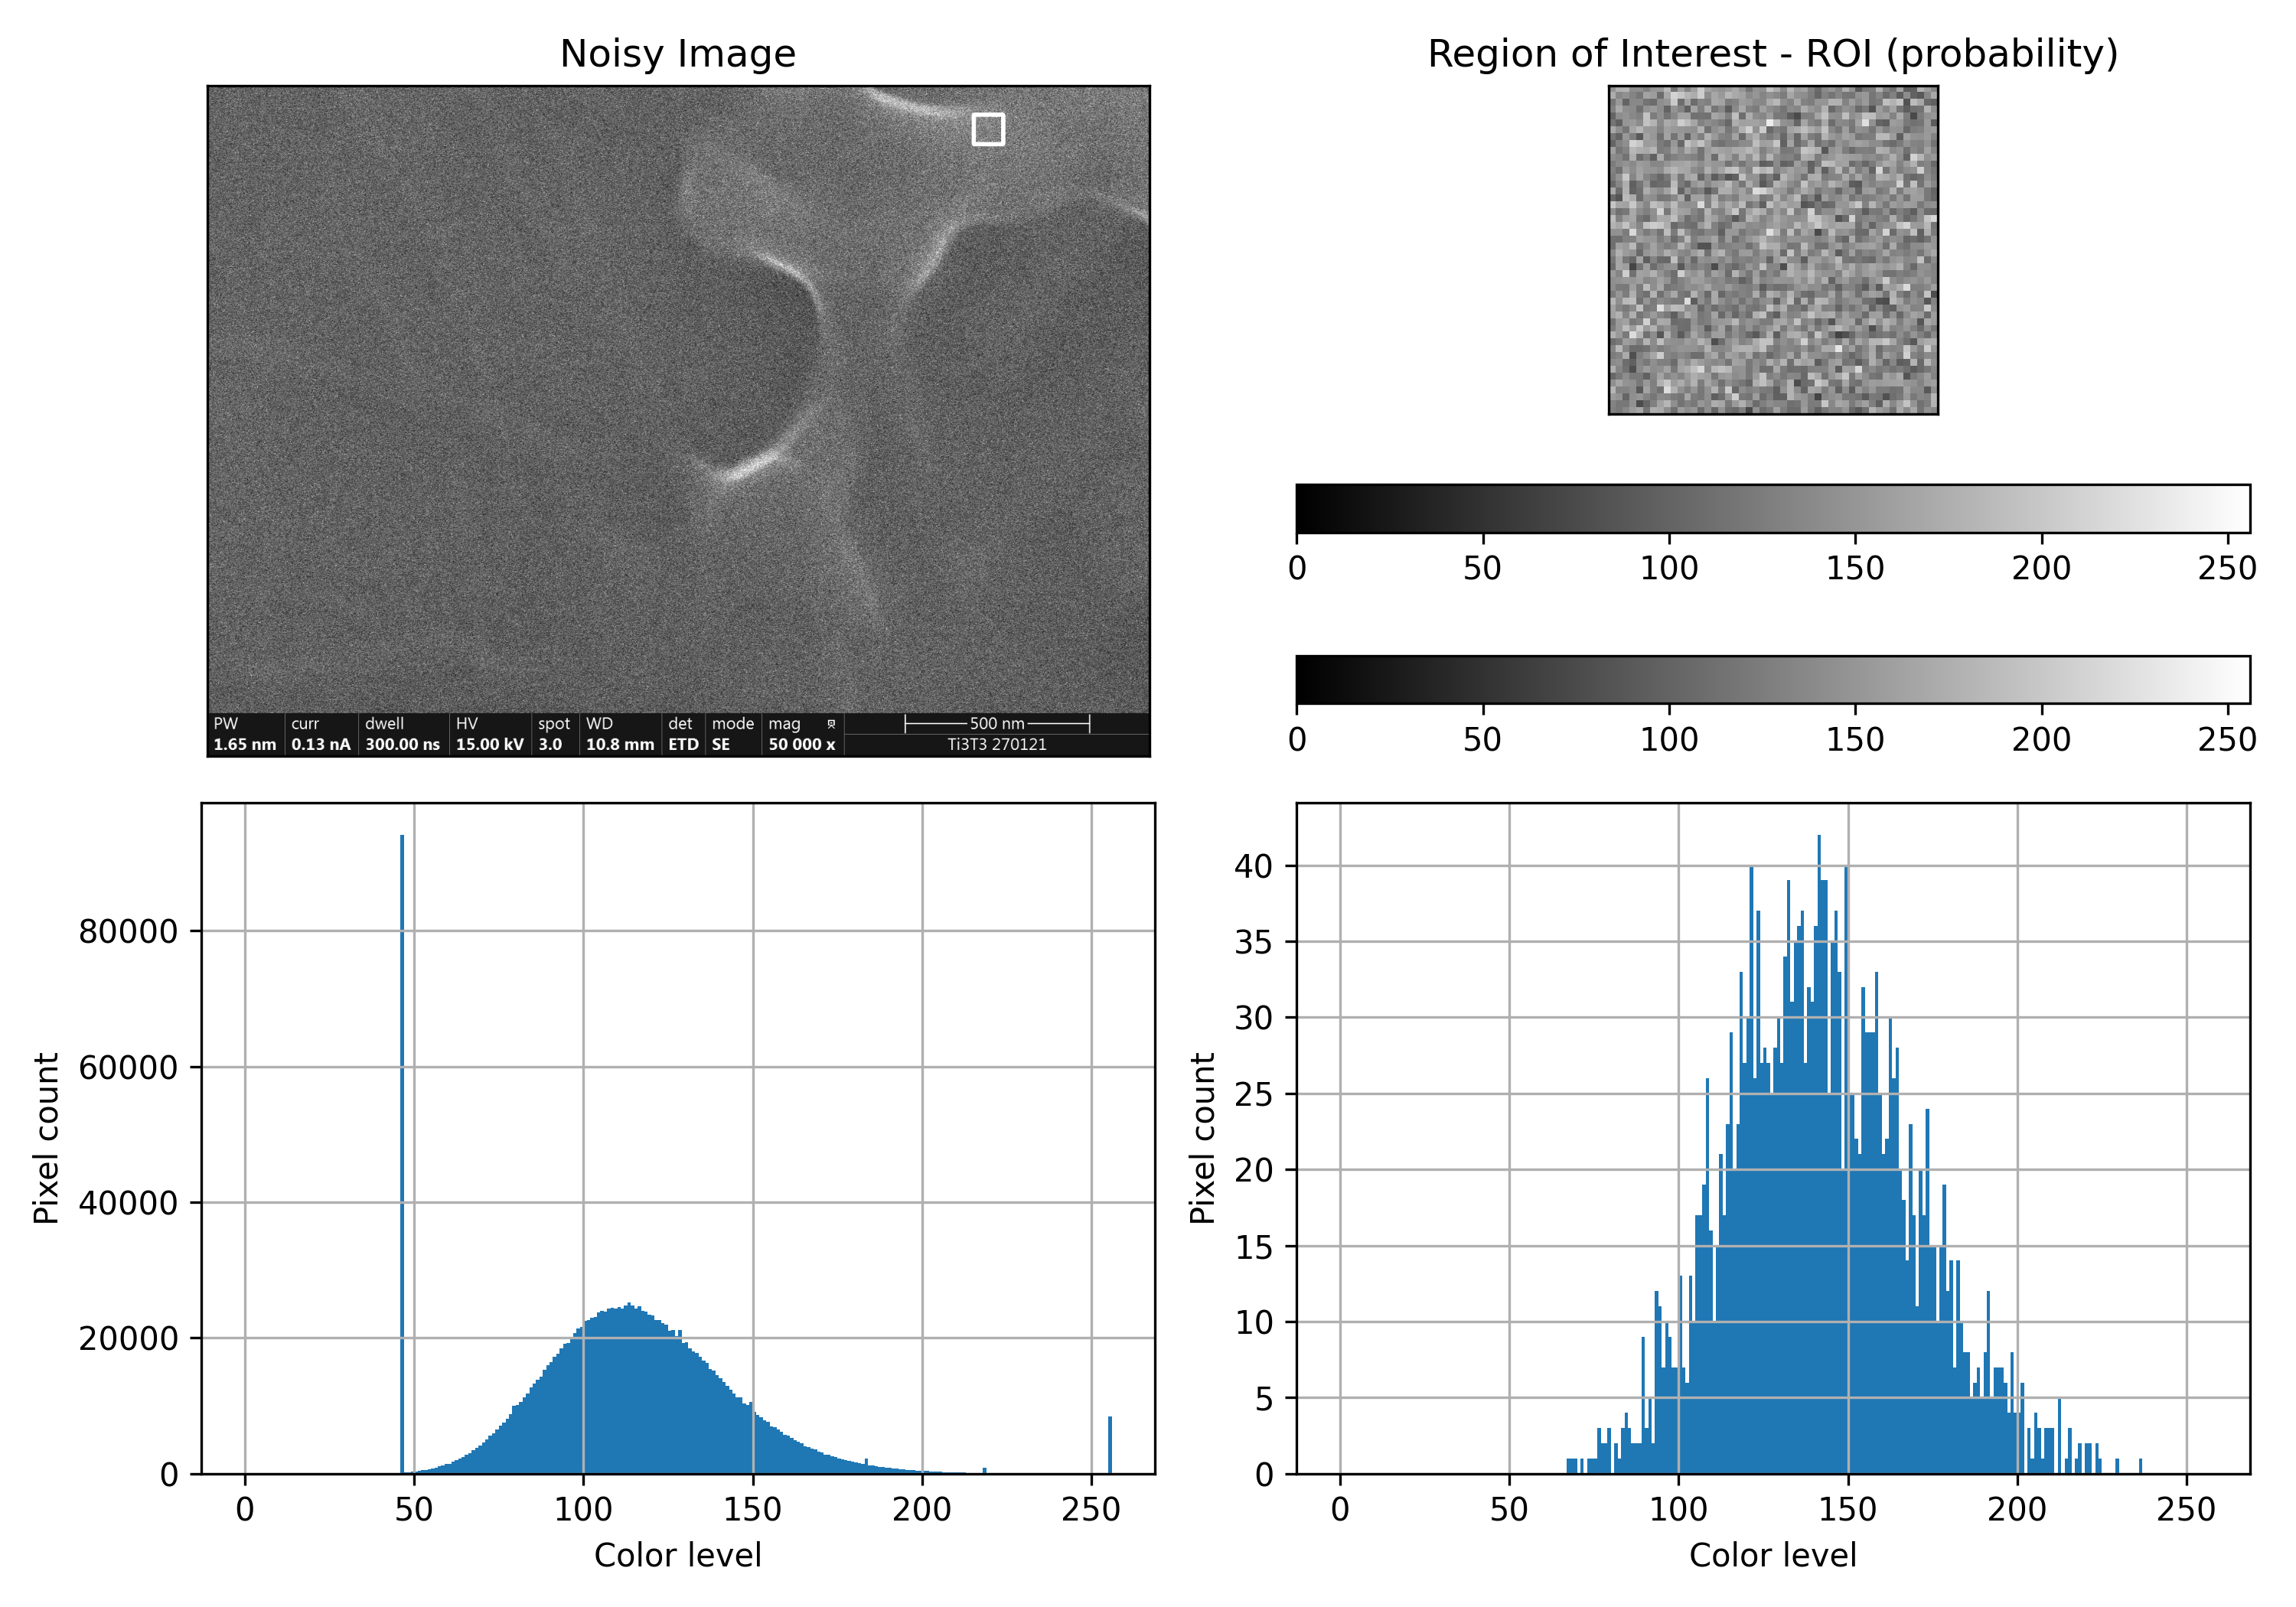 Noisy Image
Region of Interest - ROI (probability)
PW curr dwell HV spot WD det mode mag 500 nm
1.65 nm 0.13 nA 300.00 ns 15.00 kV 3.0 10.8 mm ETD SE 50 000 x Ti3T3 270121
0 50 100 150 200 250
0 50 100 150 200 250
80000
60000
40000
20000
0
Pixel count
0 50 100 150 200 250
Color level
40
35
30
25
20
15
10
5
0
Pixel count
0 50 100 150 200 250
Color level